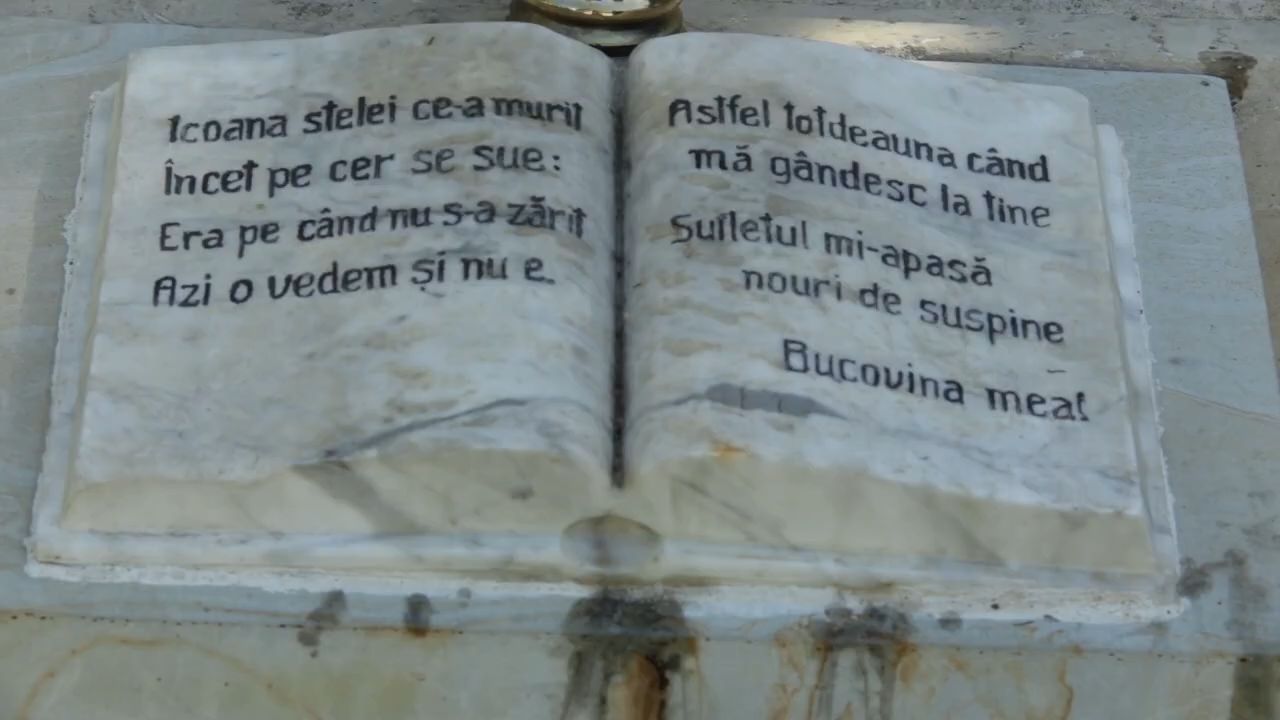 Icoana stelei ce-a murit
Încet pe cer se sue:
Era pe când nu s-a zărit
Azi o vedem și nu e.
Astfel totdeauna când
mă gândesc la tine
Sufletul mi-apasă
nouri de suspine
Bucovina mea!